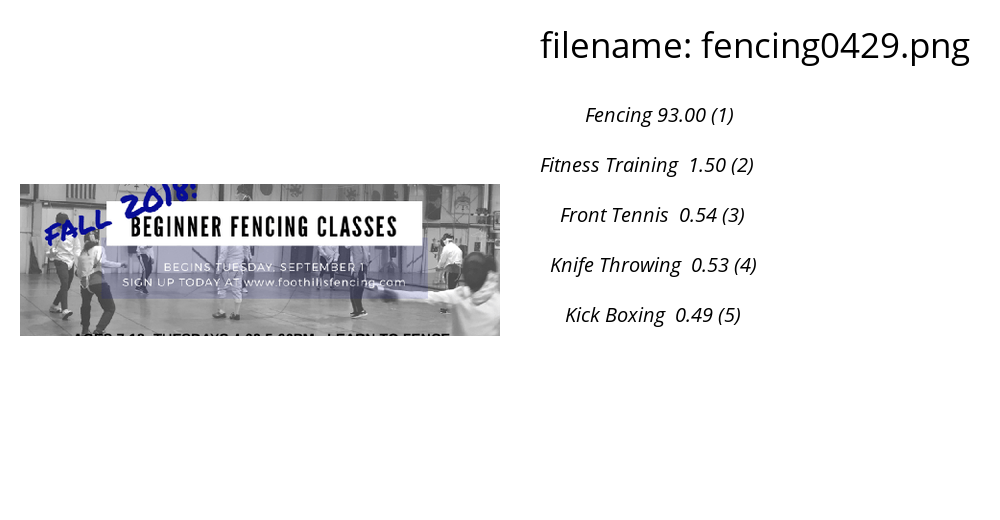 filename: fencing0429.png
Fencing 93.00 (1)
Fitness Training 1.50 (2)
Front Tennis 0.54 (3)
Knife Throwing 0.53 (4)
Kick Boxing 0.49 (5)
FALL 2018:
BEGINNER FENCING CLASSES
BEGINS TUESDAY, SEPTEMBER 1
SIGN UP TODAY AT www.foothillsfencing.com